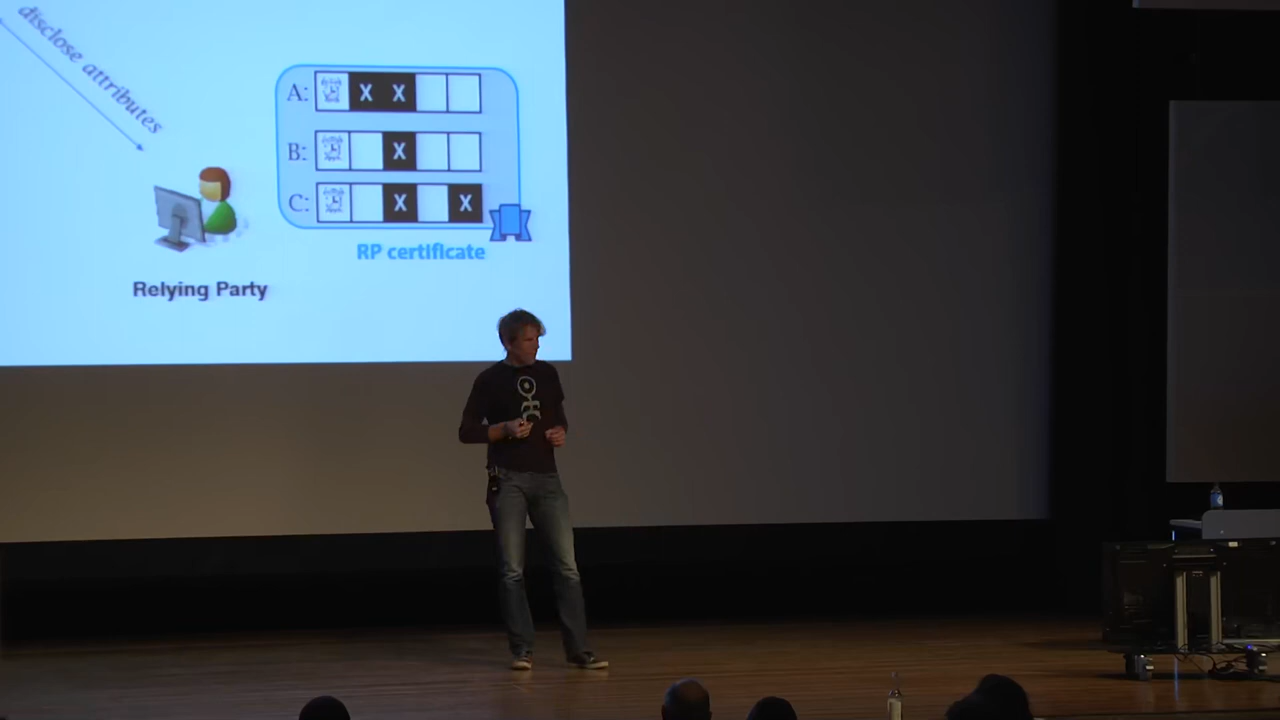 disclose attributes
A: X X
B: X
C: X X
RP certificate
Relying Party